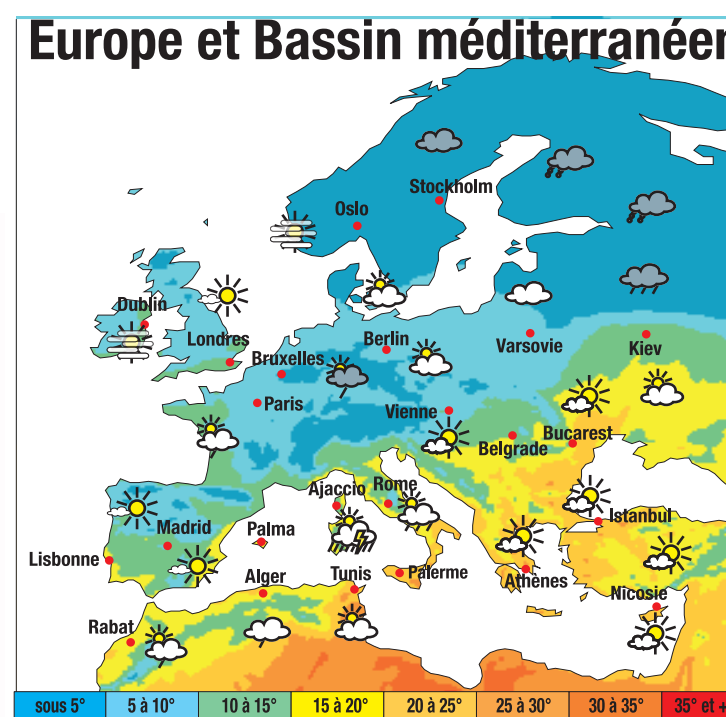 Europe et Bassin méditerranéen
Stockholm
Oslo
Dublin
Londres
Berlin
Varsovie
Kiev
Bruxelles
Paris
Vienne
Belgrade
Bucarest
Ajaccio
Rome
Madrid
Palma
Istanbul
Lisbonne
Alger
Tunis
Palerme
Athènes
Nicosie
Rabat
sous 5°
5 à 10°
10 à 15°
15 à 20°
20 à 25°
25 à 30°
30 à 35°
35° et +